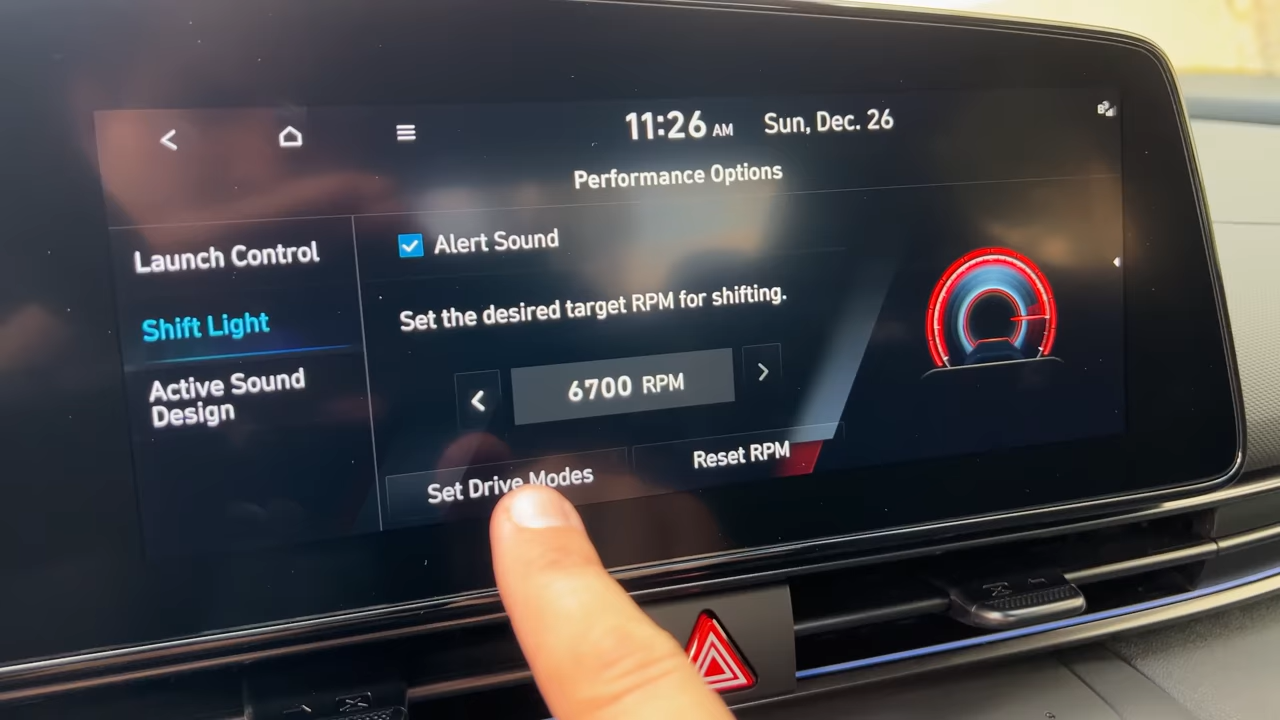 11:26 AM Sun, Dec. 26
Performance Options
Launch Control
Shift Light
Active Sound
Design
Alert Sound
Set the desired target RPM for shifting.
6700 RPM
Set Drive Modes
Reset RPM